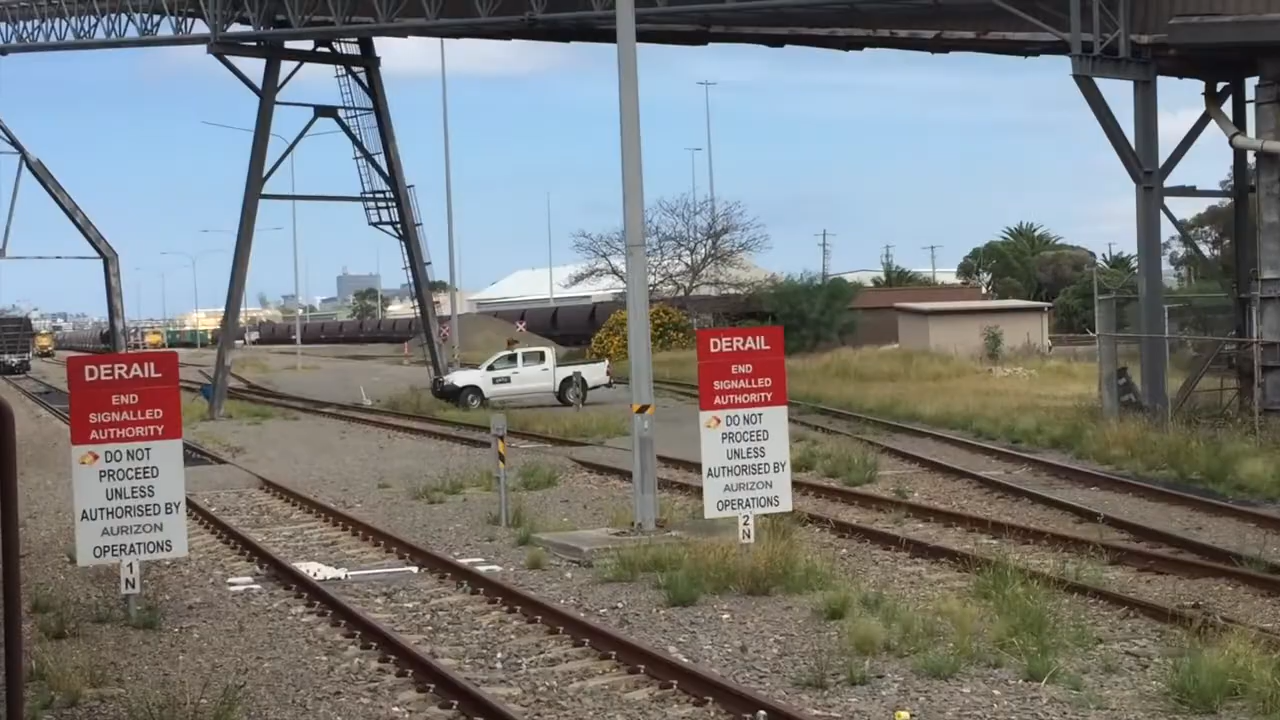 DERAIL
END
SIGNALLED
AUTHORITY
DO NOT
PROCEED
UNLESS
AUTHORISED BY
AURIZON
OPERATIONS
1
N
DERAIL
END
SIGNALLED
AUTHORITY
DO NOT
PROCEED
UNLESS
AUTHORISED BY
AURIZON
OPERATIONS
2
N